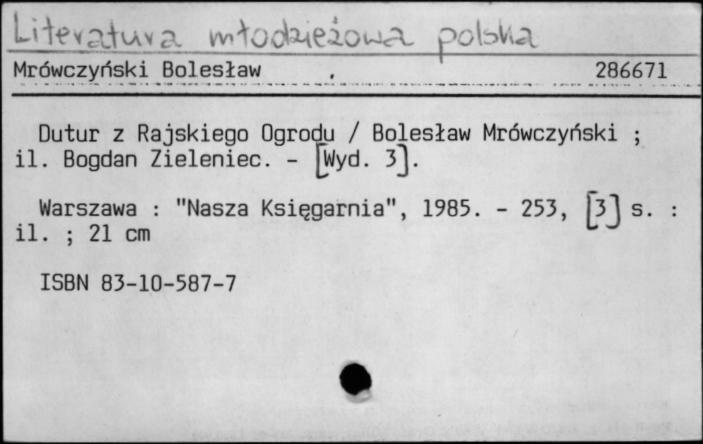 Literatura młodzieżowa polska
Mrówczyński Bolesław 286671
Dutur z Rajskiego Ogrodu / Bolesław Mrówczyński ;
il. Bogdan Zieleniec. - [Wyd. 3].
Warszawa : "Nasza Księgarnia", 1985. - 253, [3] s. :
il. ; 21 cm
ISBN 83-10-587-7